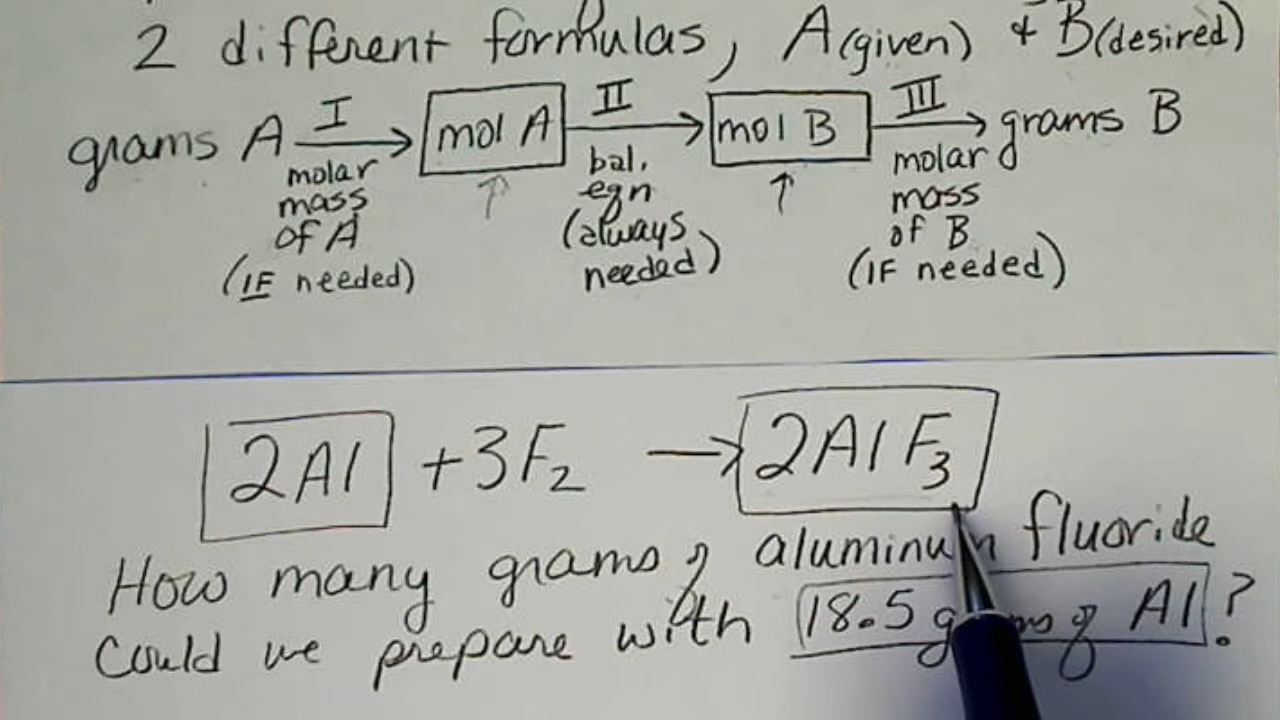 2 different formulas, A(given) + B(desired)
grams A I→ mol A II→ mol B III→ grams B
molar mass of A (IF needed)
↑
bal. eqn (always needed)
↑
molar mass of B (IF needed)
2Al + 3F₂ → 2AlF₃
How many grams of aluminum fluoride
could we prepare with 18.5 grams of Al?